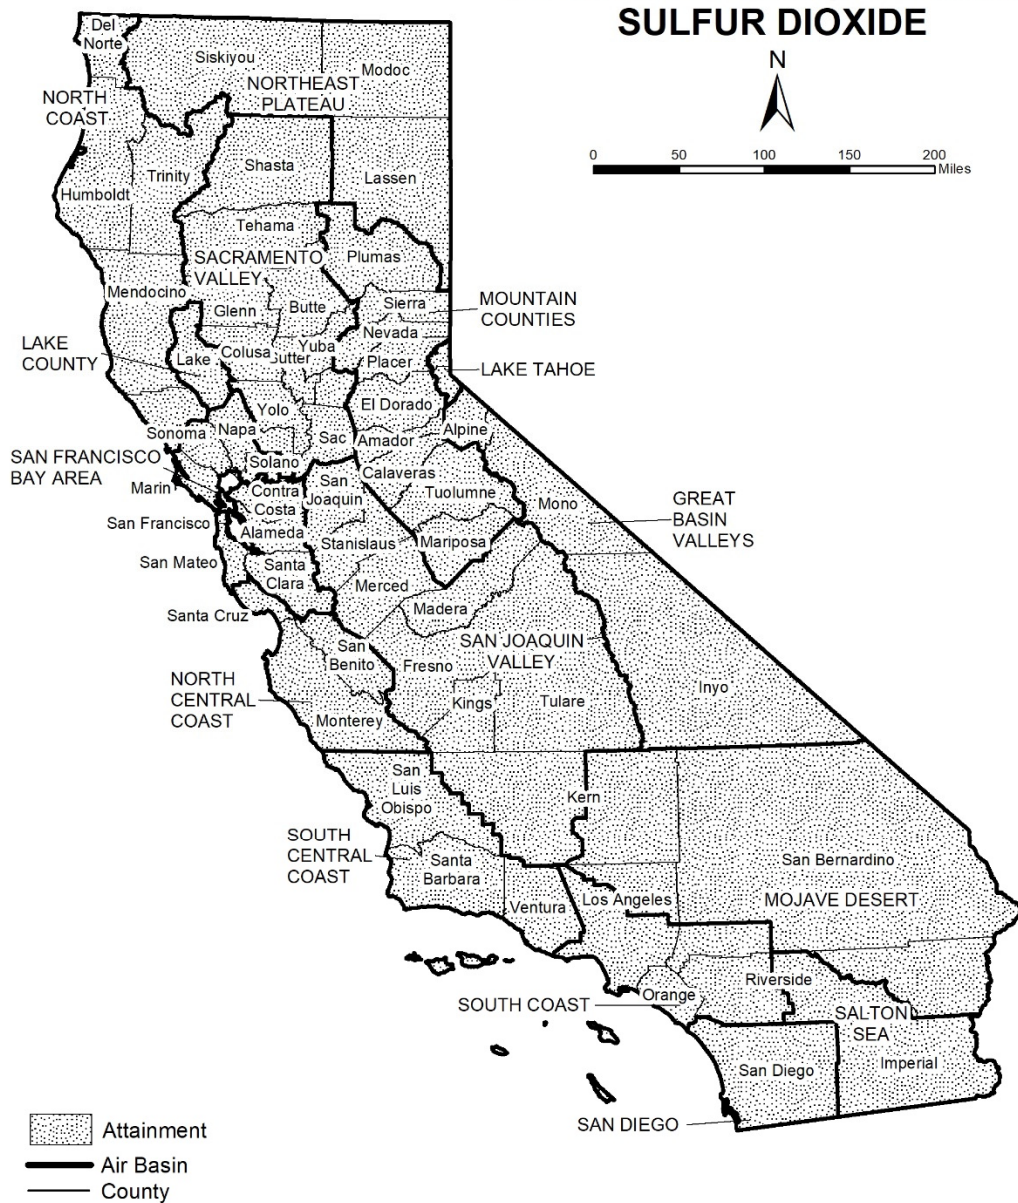 SULFUR DIOXIDE
N
0 50 100 150 200
Miles
Del
Norte
Siskiyou
Modoc
NORTHEAST
PLATEAU
NORTH
COAST
Shasta
Trinity
Lassen
Humboldt
Tehama
SACRAMENTO
VALLEY
Plumas
Mendocino
Glenn
Butte
Sierra
MOUNTAIN
COUNTIES
Nevada
LAKE
COUNTY
Lake
Colusa
Yuba
Sutter
Placer
LAKE TAHOE
El Dorado
Yolo
Sonoma
Napa
Sac
Amador
Alpine
SAN FRANCISCO
BAY AREA
Solano
Calaveras
Marin
Contra
Costa
San
Joaquin
Tuolumne
Mono
GREAT
BASIN
VALLEYS
San Francisco
Alameda
Stanislaus
Mariposa
San Mateo
Santa
Clara
Merced
Santa Cruz
Madera
San
Benito
Fresno
SAN JOAQUIN
VALLEY
NORTH
CENTRAL
COAST
Monterey
Kings
Tulare
Inyo
San
Luis
Obispo
Kern
SOUTH
CENTRAL
COAST
Santa
Barbara
San Bernardino
Ventura
Los Angeles
MOJAVE DESERT
Riverside
SOUTH COAST
Orange
SALTON
SEA
San Diego
Imperial
SAN DIEGO
Attainment
Air Basin
County